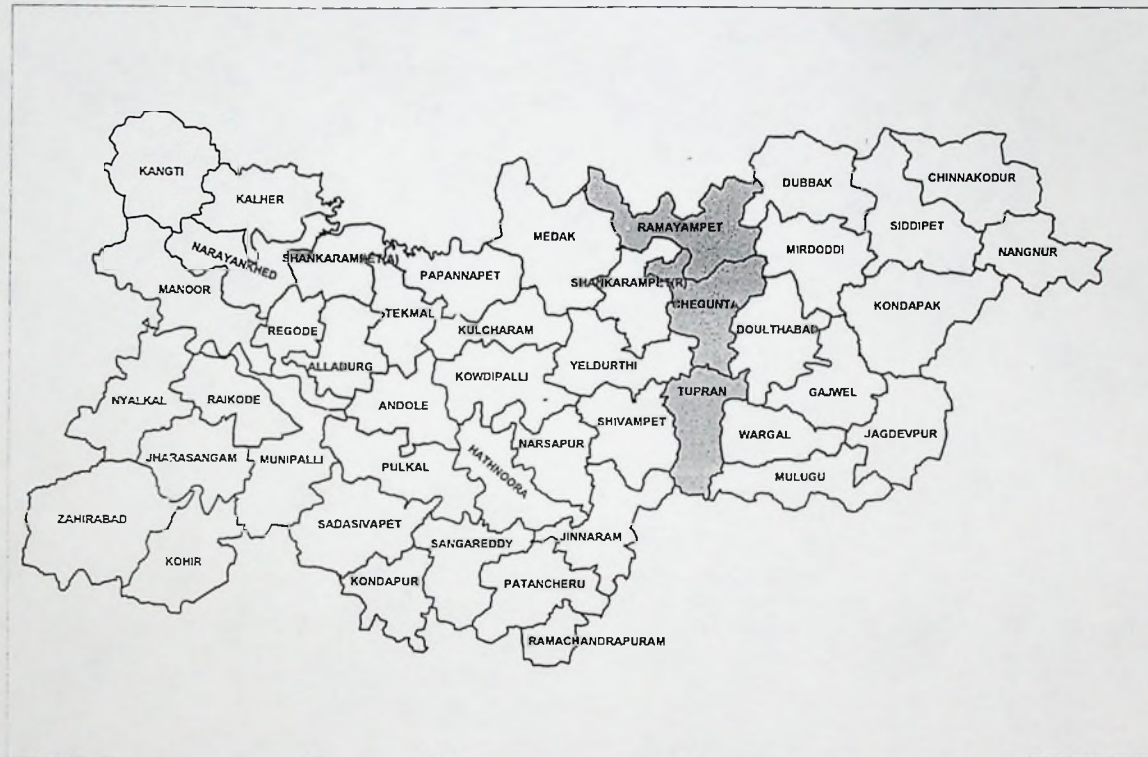 KANGTI
KALHER
DUBBAK
CHINNAKODUR
MEDAK
RAMAYAMPET
SIDDIPET
NARAYANKHED
SHANKARAMPET(A)
PAPANNAPET
MIRDODDI
NANGNUR
MANOOR
SHANKARAMPET(R)
CHEGUNTA
KONDAPAK
REGODE
TEKMAL
KULCHARAM
DOULTHABAD
ALLADURG
KOWDIPALLI
YELDURTHI
NYALKAL
RAIKODE
ANDOLE
TUPRAN
GAJWEL
SHIVAMPET
WARGAL
JAGDEVPUR
JHARASANGAM
MUNIPALLI
PULKAL
HATHNOORA
NARSAPUR
MULUGU
ZAHIRABAD
SADASIVAPET
SANGAREDDY
JINNARAM
KOHIR
KONDAPUR
PATANCHERU
RAMACHANDRAPURAM